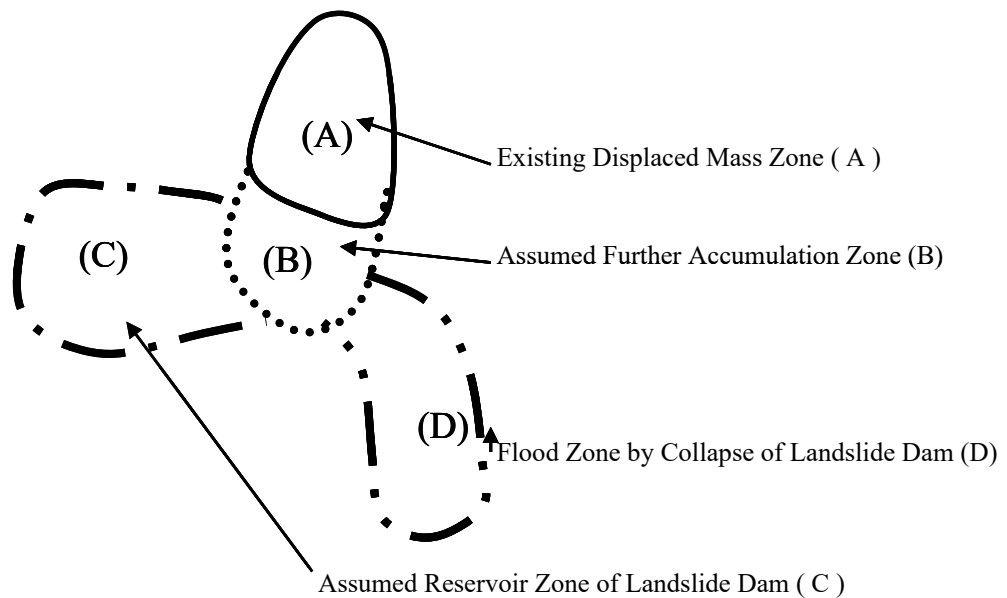 (A)
Existing Displaced Mass Zone ( A )
(C)
(B)
Assumed Further Accumulation Zone (B)
(D)
Flood Zone by Collapse of Landslide Dam (D)
Assumed Reservoir Zone of Landslide Dam ( C )